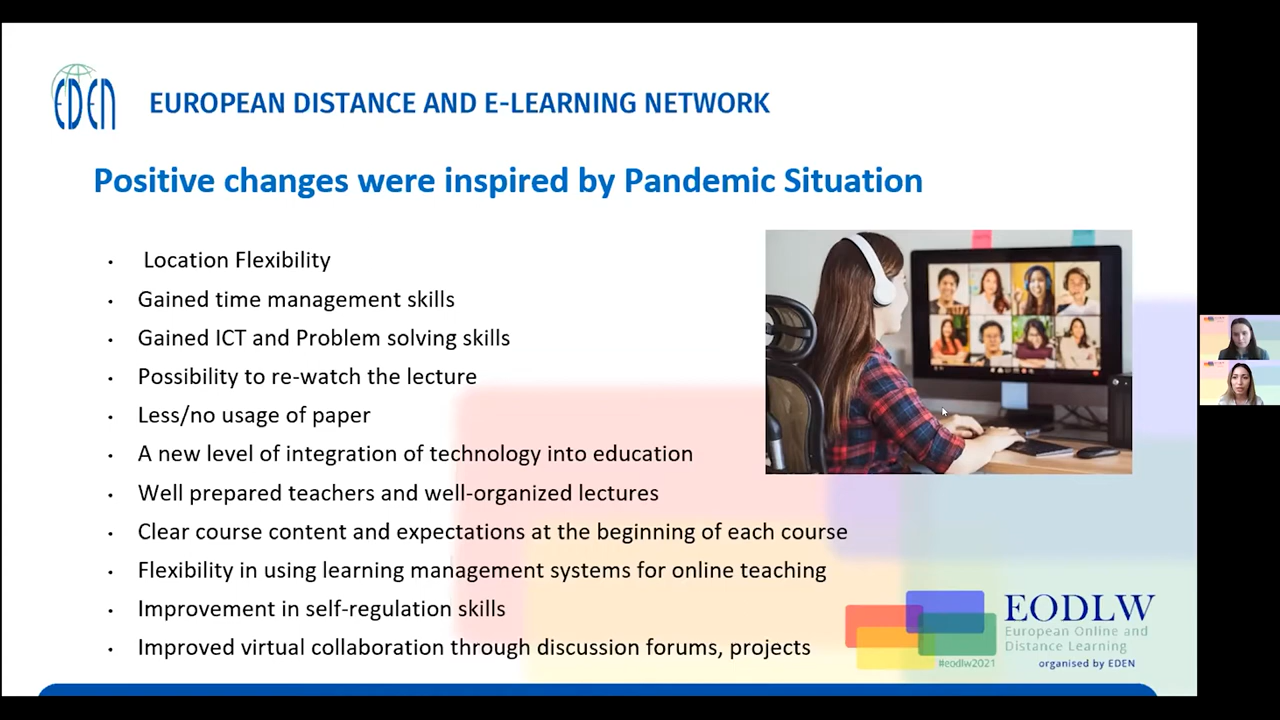 EDEN
EUROPEAN DISTANCE AND E-LEARNING NETWORK
Positive changes were inspired by Pandemic Situation
• Location Flexibility
• Gained time management skills
• Gained ICT and Problem solving skills
• Possibility to re-watch the lecture
• Less/no usage of paper
• A new level of integration of technology into education
• Well prepared teachers and well-organized lectures
• Clear course content and expectations at the beginning of each course
• Flexibility in using learning management systems for online teaching
• Improvement in self-regulation skills
• Improved virtual collaboration through discussion forums, projects
EODLW
European Online and
Distance Learning
#eodlw2021
organised by EDEN